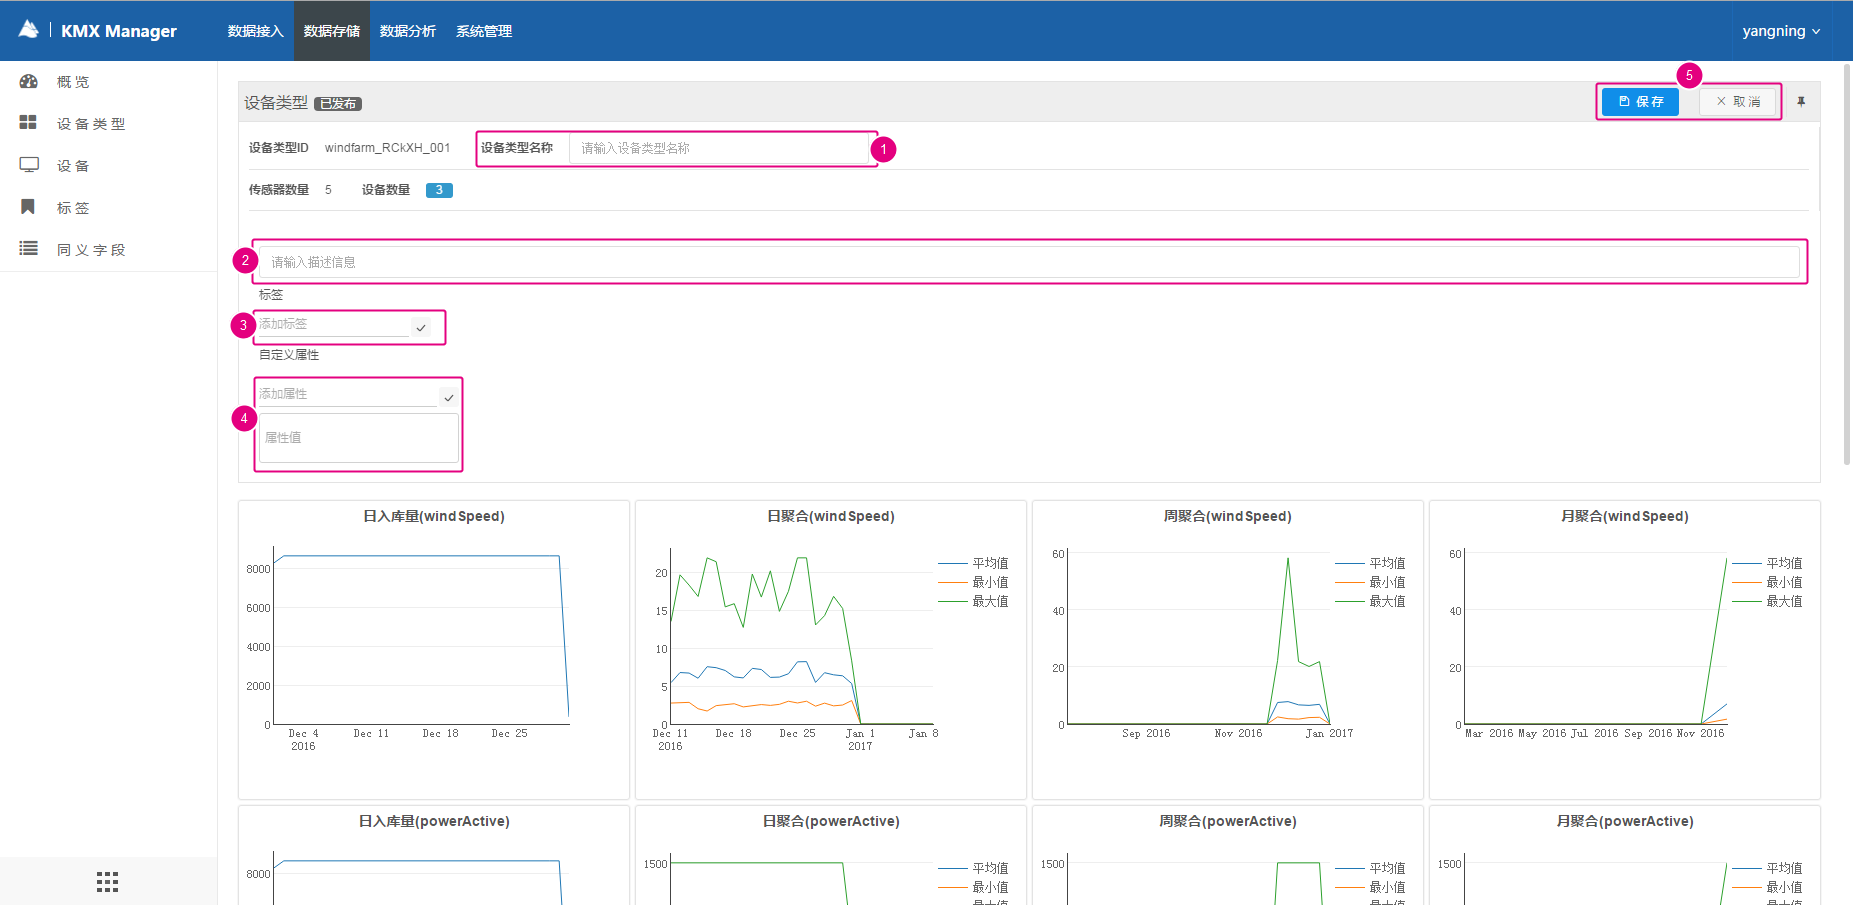 KMX Manager 数据接入 数据存储 数据分析 系统管理 yangning
概览
设备类型
设备
标签
同义字段
设备类型 已发布 保存 取消 5
设备类型ID windfarm_RCkXH_001 设备类型名称 请输入设备类型名称 1
传感器数量 5 设备数量 3
2 请输入描述信息
标签
3 添加标签
自定义属性
添加属性
4 属性值
日入库量(windSpeed)
8000
6000
4000
2000
0
Dec 4 Dec 11 Dec 18 Dec 25
2016
日聚合(windSpeed)
平均值
最小值
最大值
20
15
10
5
0
Dec 11 Dec 18 Dec 25 Jan 1 Jan 8
2016 2017
周聚合(windSpeed)
平均值
最小值
最大值
60
40
20
0
Sep 2016 Nov 2016 Jan 2017
月聚合(windSpeed)
平均值
最小值
最大值
60
40
20
0
Mar 2016 May 2016 Jul 2016 Sep 2016 Nov 2016
日入库量(powerActive)
8000
日聚合(powerActive)
1500
平均值
最小值
最大值
周聚合(powerActive)
1500
平均值
最小值
最大值
月聚合(powerActive)
1500
平均值
最小值
最大值